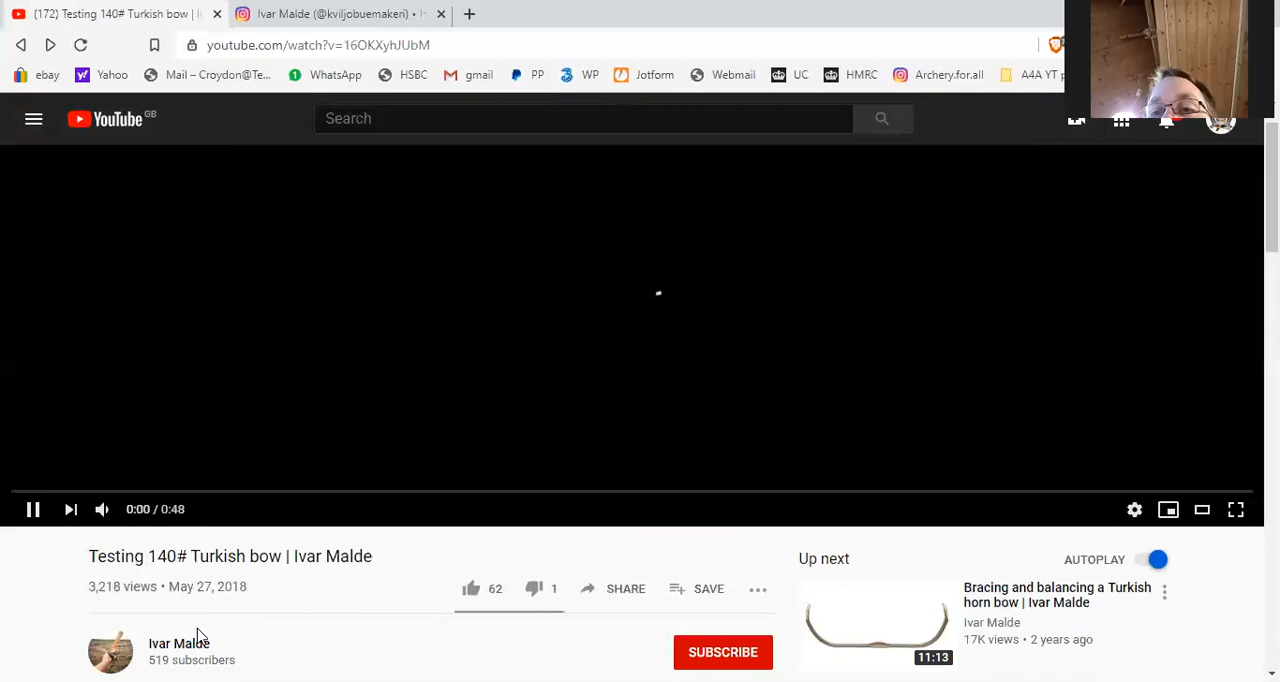 (172) Testing 140# Turkish bow |
Ivar Malde (@kviljobuemakeri) •
youtube.com/watch?v=16OKXyhJUbM
ebay Yahoo Mail – Croydon@Te... WhatsApp HSBC gmail PP WP Jotform Webmail UC HMRC Archery.for.all A4A YT
YouTube GB
Search
0:00 / 0:48
Testing 140# Turkish bow | Ivar Malde
3,218 views • May 27, 2018
62 1 SHARE SAVE
Ivar Malde
519 subscribers
SUBSCRIBE
Up next
AUTOPLAY
Bracing and balancing a Turkish
horn bow | Ivar Malde
Ivar Malde
17K views • 2 years ago
11:13